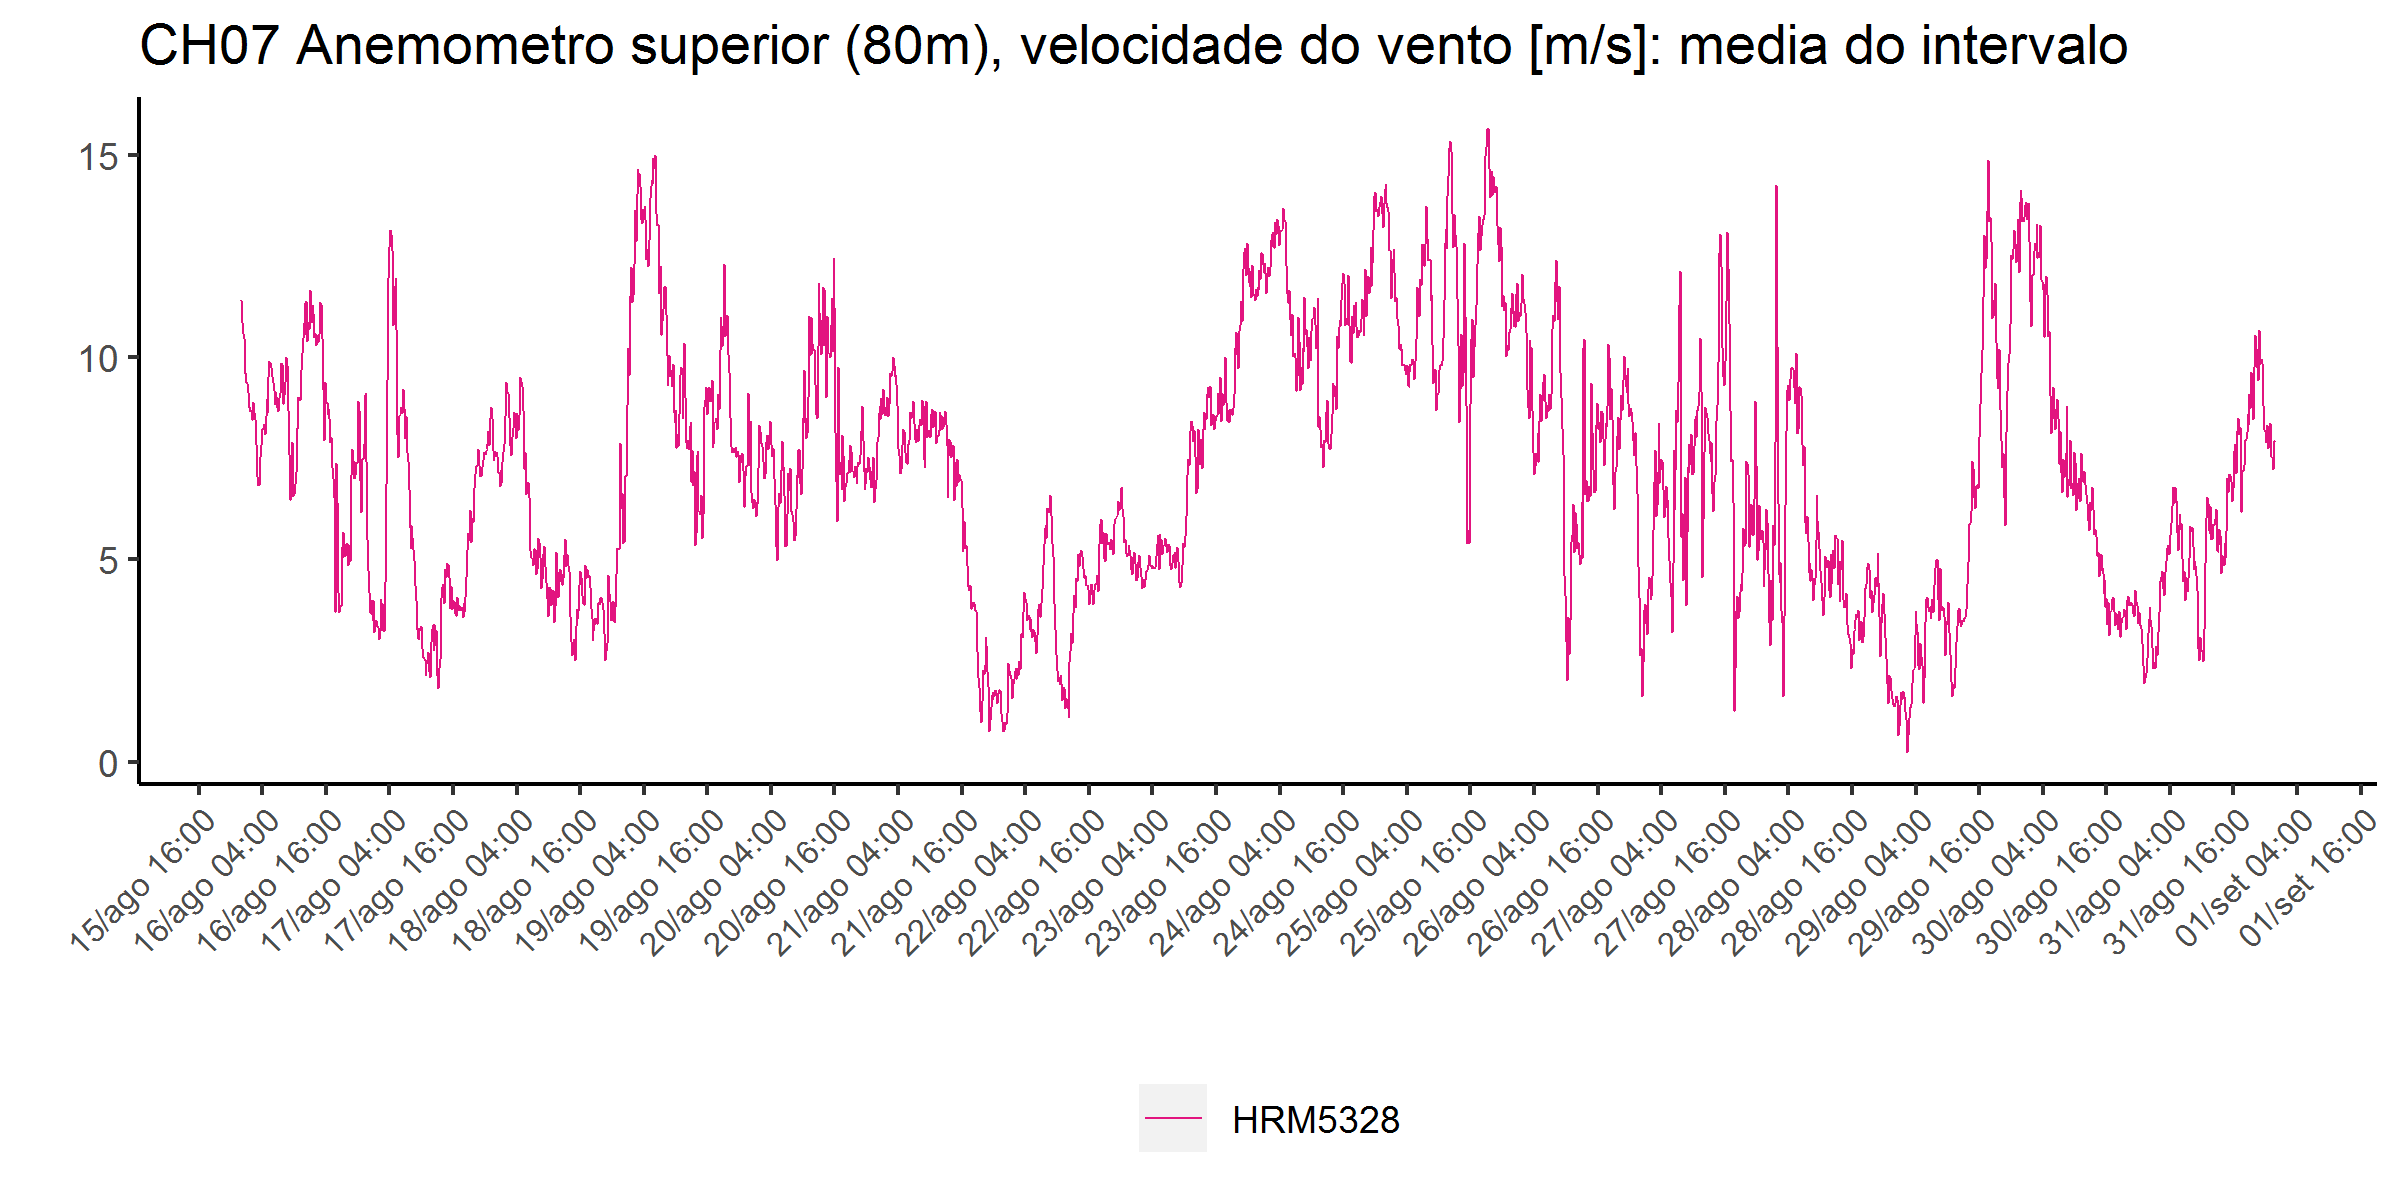 CH07 Anemometro superior (80m), velocidade do vento [m/s]: media do intervalo
15
10
5
0
15/ago 16:00
16/ago 04:00
16/ago 16:00
17/ago 04:00
17/ago 16:00
18/ago 04:00
18/ago 16:00
19/ago 04:00
19/ago 16:00
20/ago 04:00
20/ago 16:00
21/ago 04:00
21/ago 16:00
22/ago 04:00
22/ago 16:00
23/ago 04:00
23/ago 16:00
24/ago 04:00
24/ago 16:00
25/ago 04:00
25/ago 16:00
26/ago 04:00
26/ago 16:00
27/ago 04:00
27/ago 16:00
28/ago 04:00
28/ago 16:00
29/ago 04:00
29/ago 16:00
30/ago 04:00
30/ago 16:00
31/ago 04:00
31/ago 16:00
01/set 04:00
01/set 16:00
HRM5328